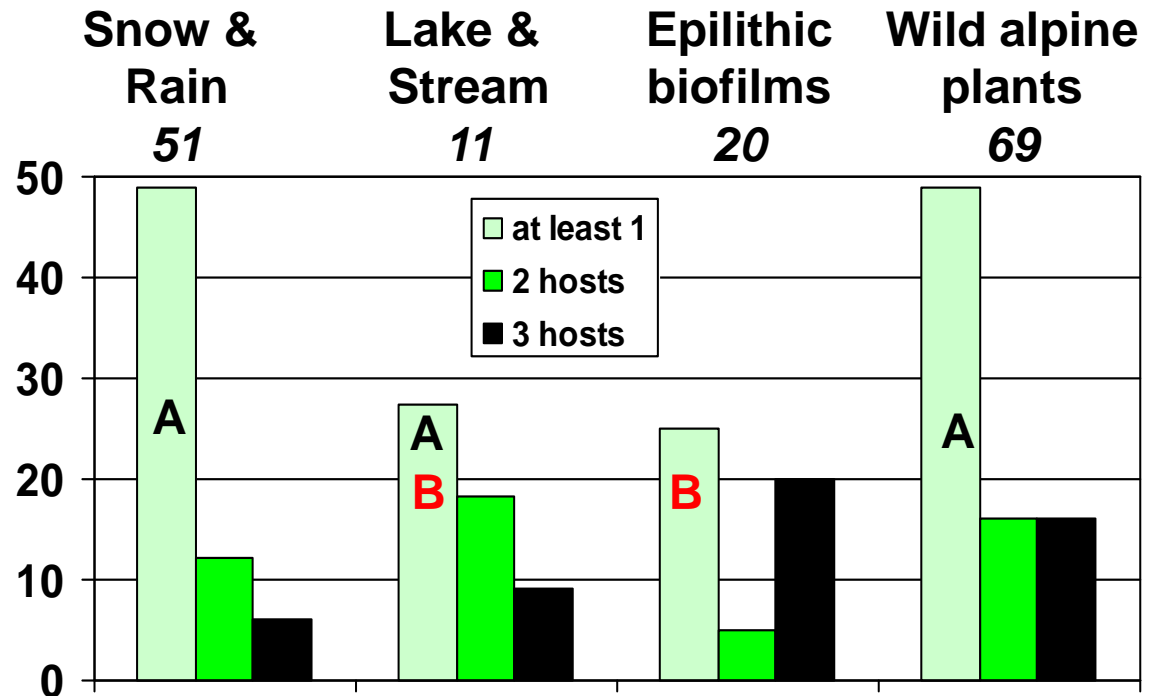 Snow &
Rain
51
Lake &
Stream
11
Epilithic
biofilms
20
Wild alpine
plants
69
50
40
30
20
10
0
at least 1
2 hosts
3 hosts
A
A
B
B
A